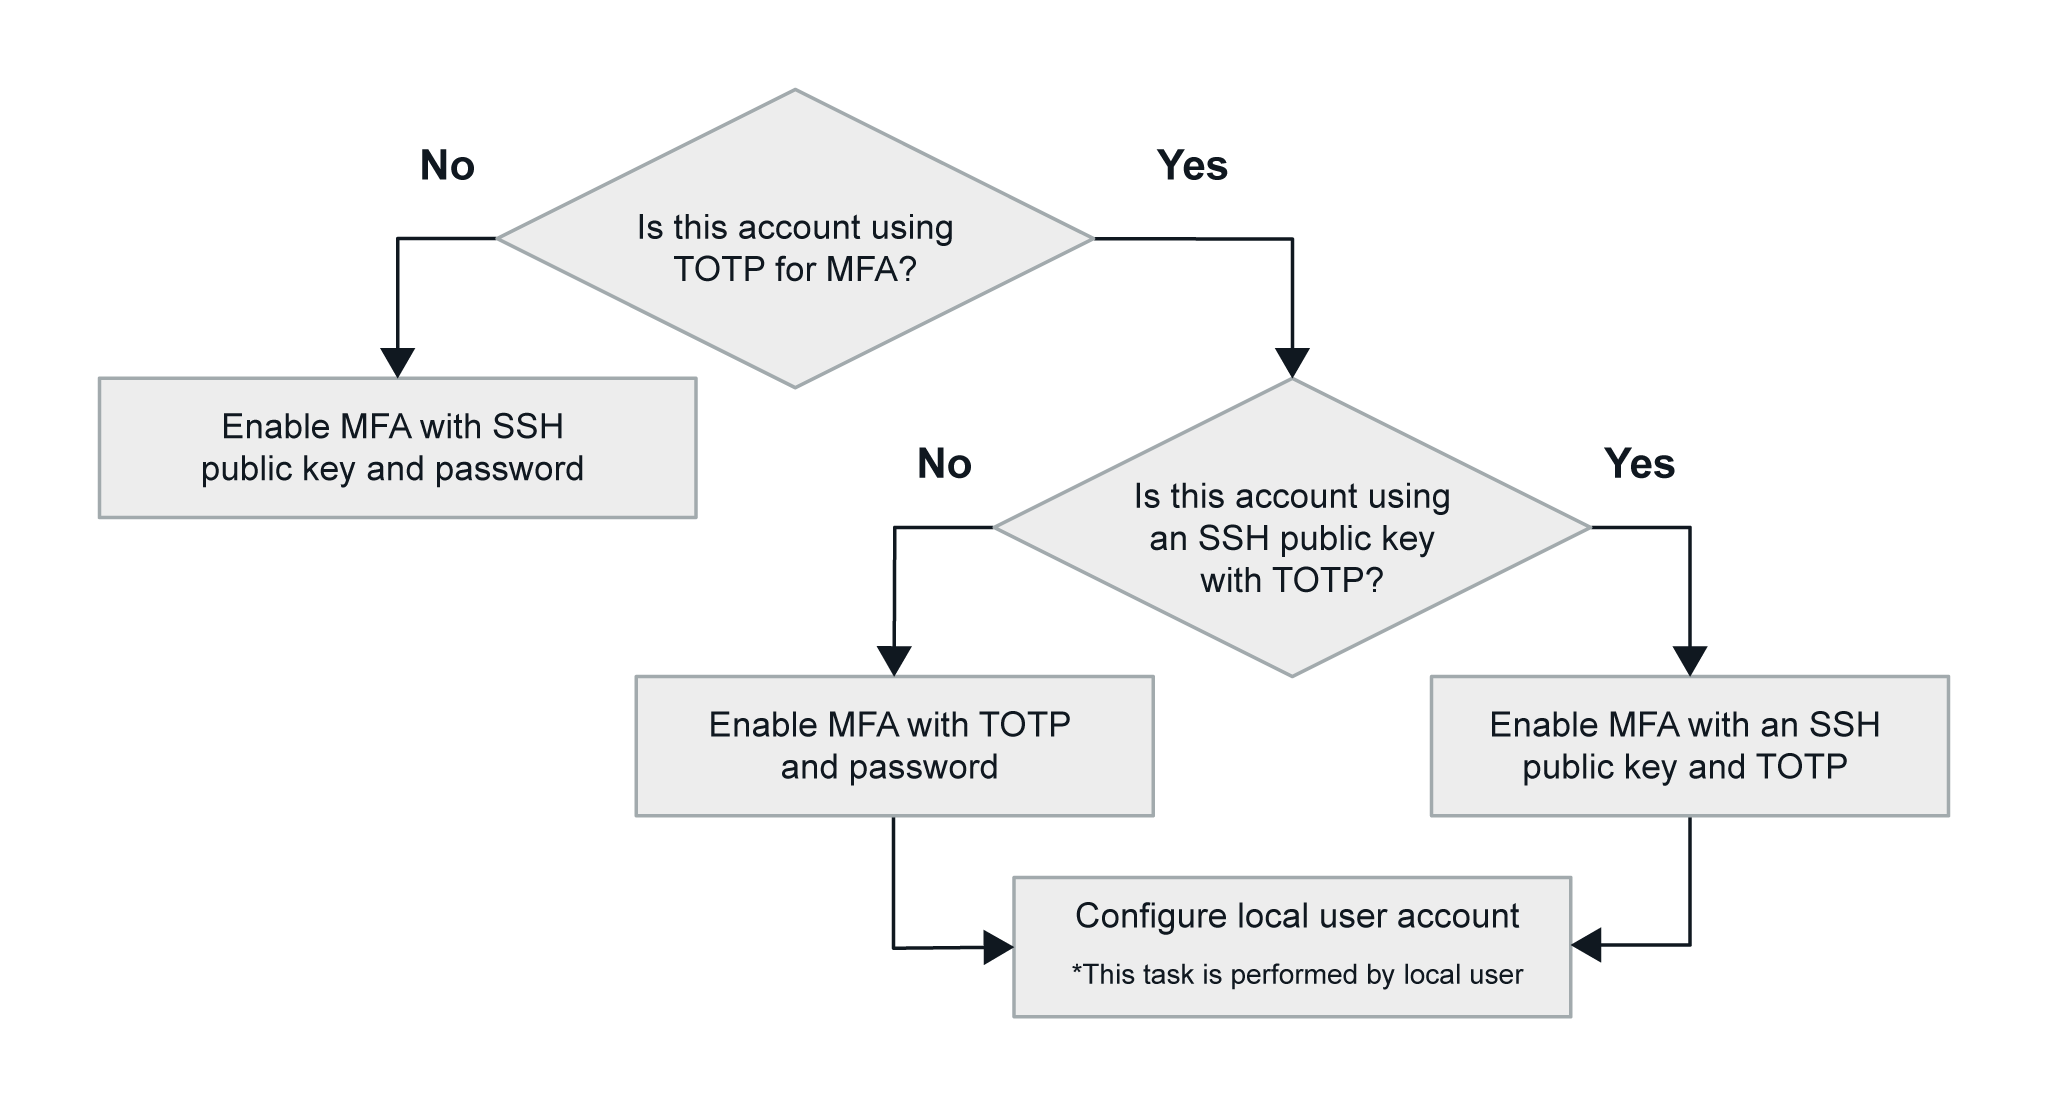 No
Yes
Is this account using
TOTP for MFA?
Enable MFA with SSH
public key and password
No
Yes
Is this account using
an SSH public key
with TOTP?
Enable MFA with TOTP
and password
Enable MFA with an SSH
public key and TOTP
Configure local user account
*This task is performed by local user